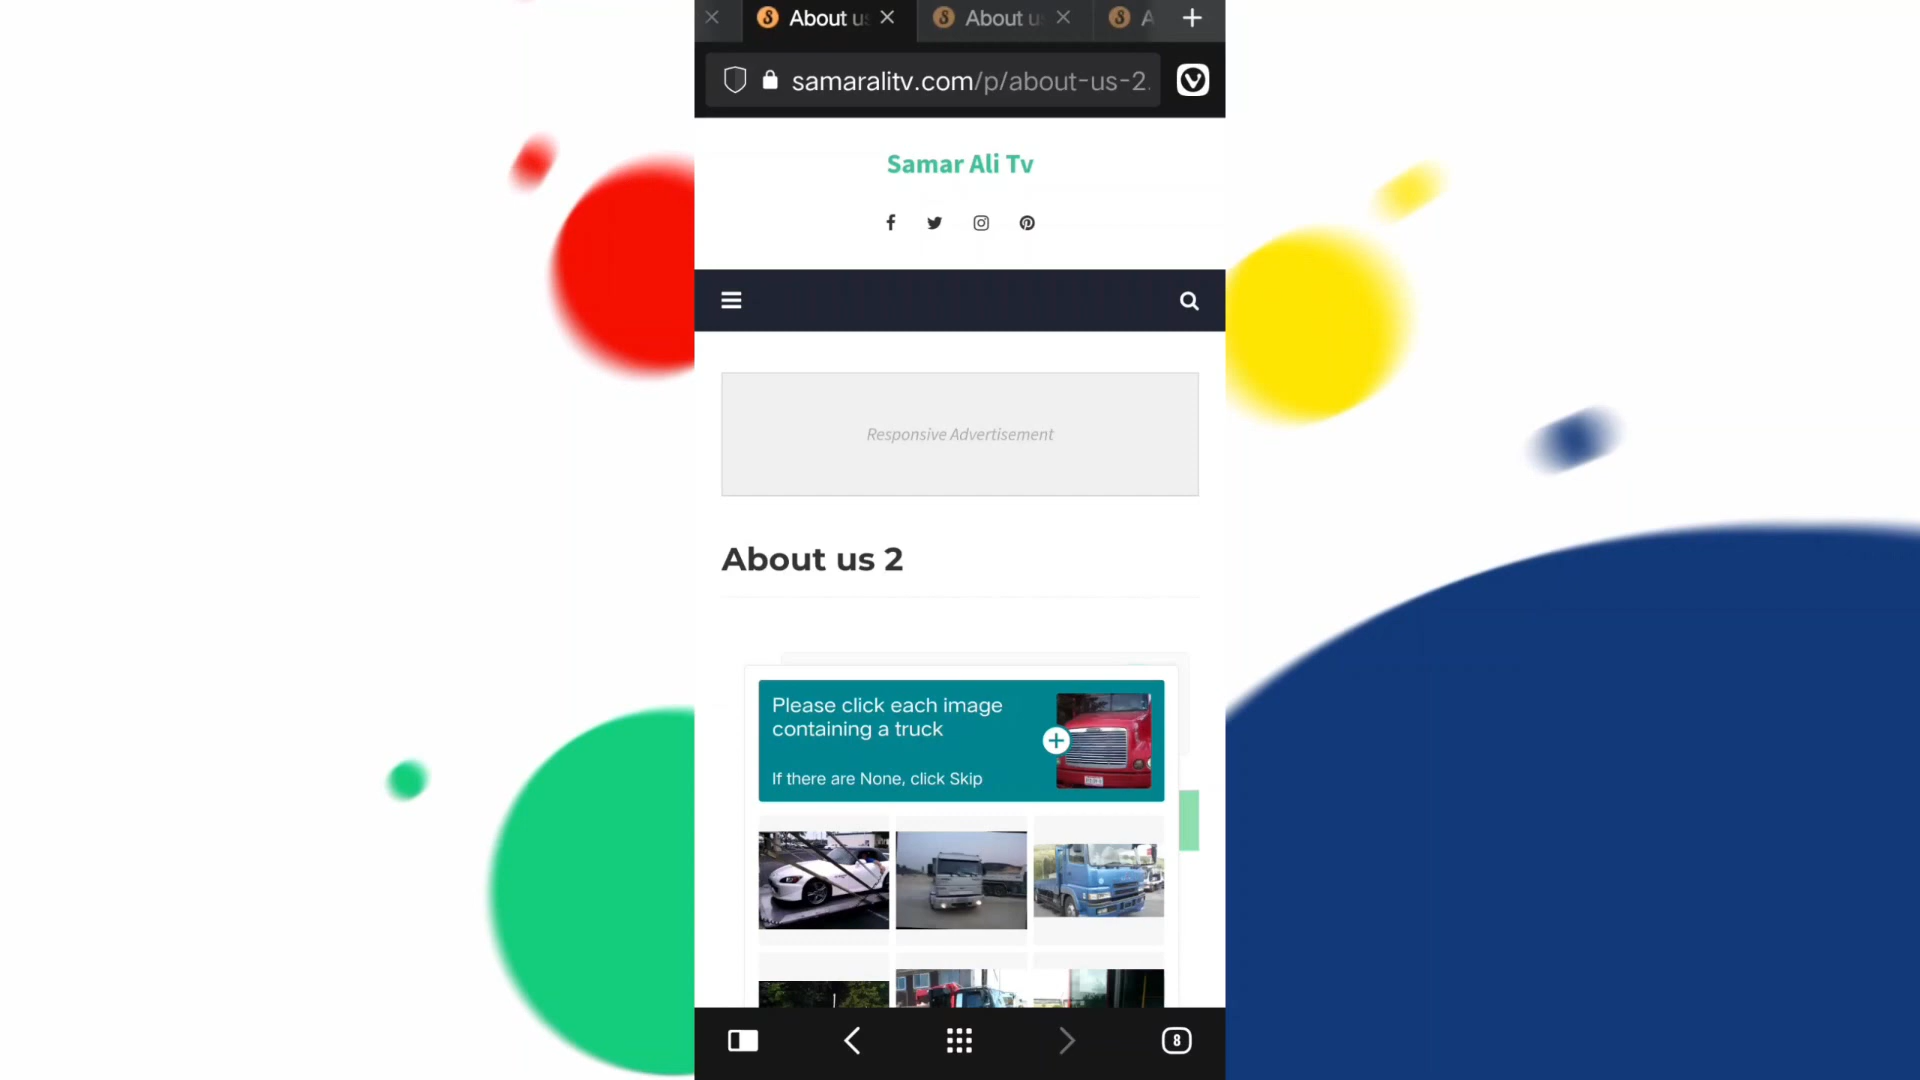 About u
About u
A
samaralitv.com/p/about-us-2.
Samar Ali Tv
Responsive Advertisement
About us 2
Please click each image
containing a truck
If there are None, click Skip
8